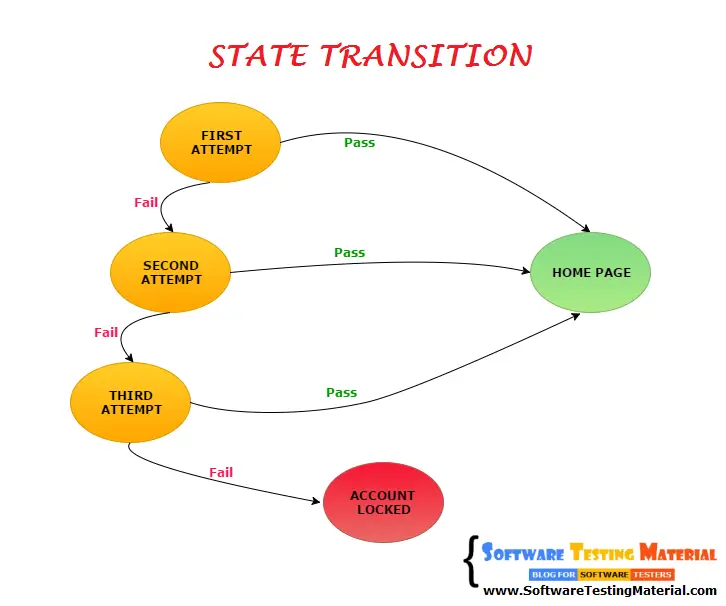 STATE TRANSITION
FIRST
ATTEMPT
Pass
Fail
SECOND
ATTEMPT
Pass
HOME PAGE
Fail
THIRD
ATTEMPT
Pass
Fail
ACCOUNT
LOCKED
{ SOFTWARE TESTING MATERIAL
BLOG FOR SOFTWARE TESTERS
www.SoftwareTestingMaterial.com